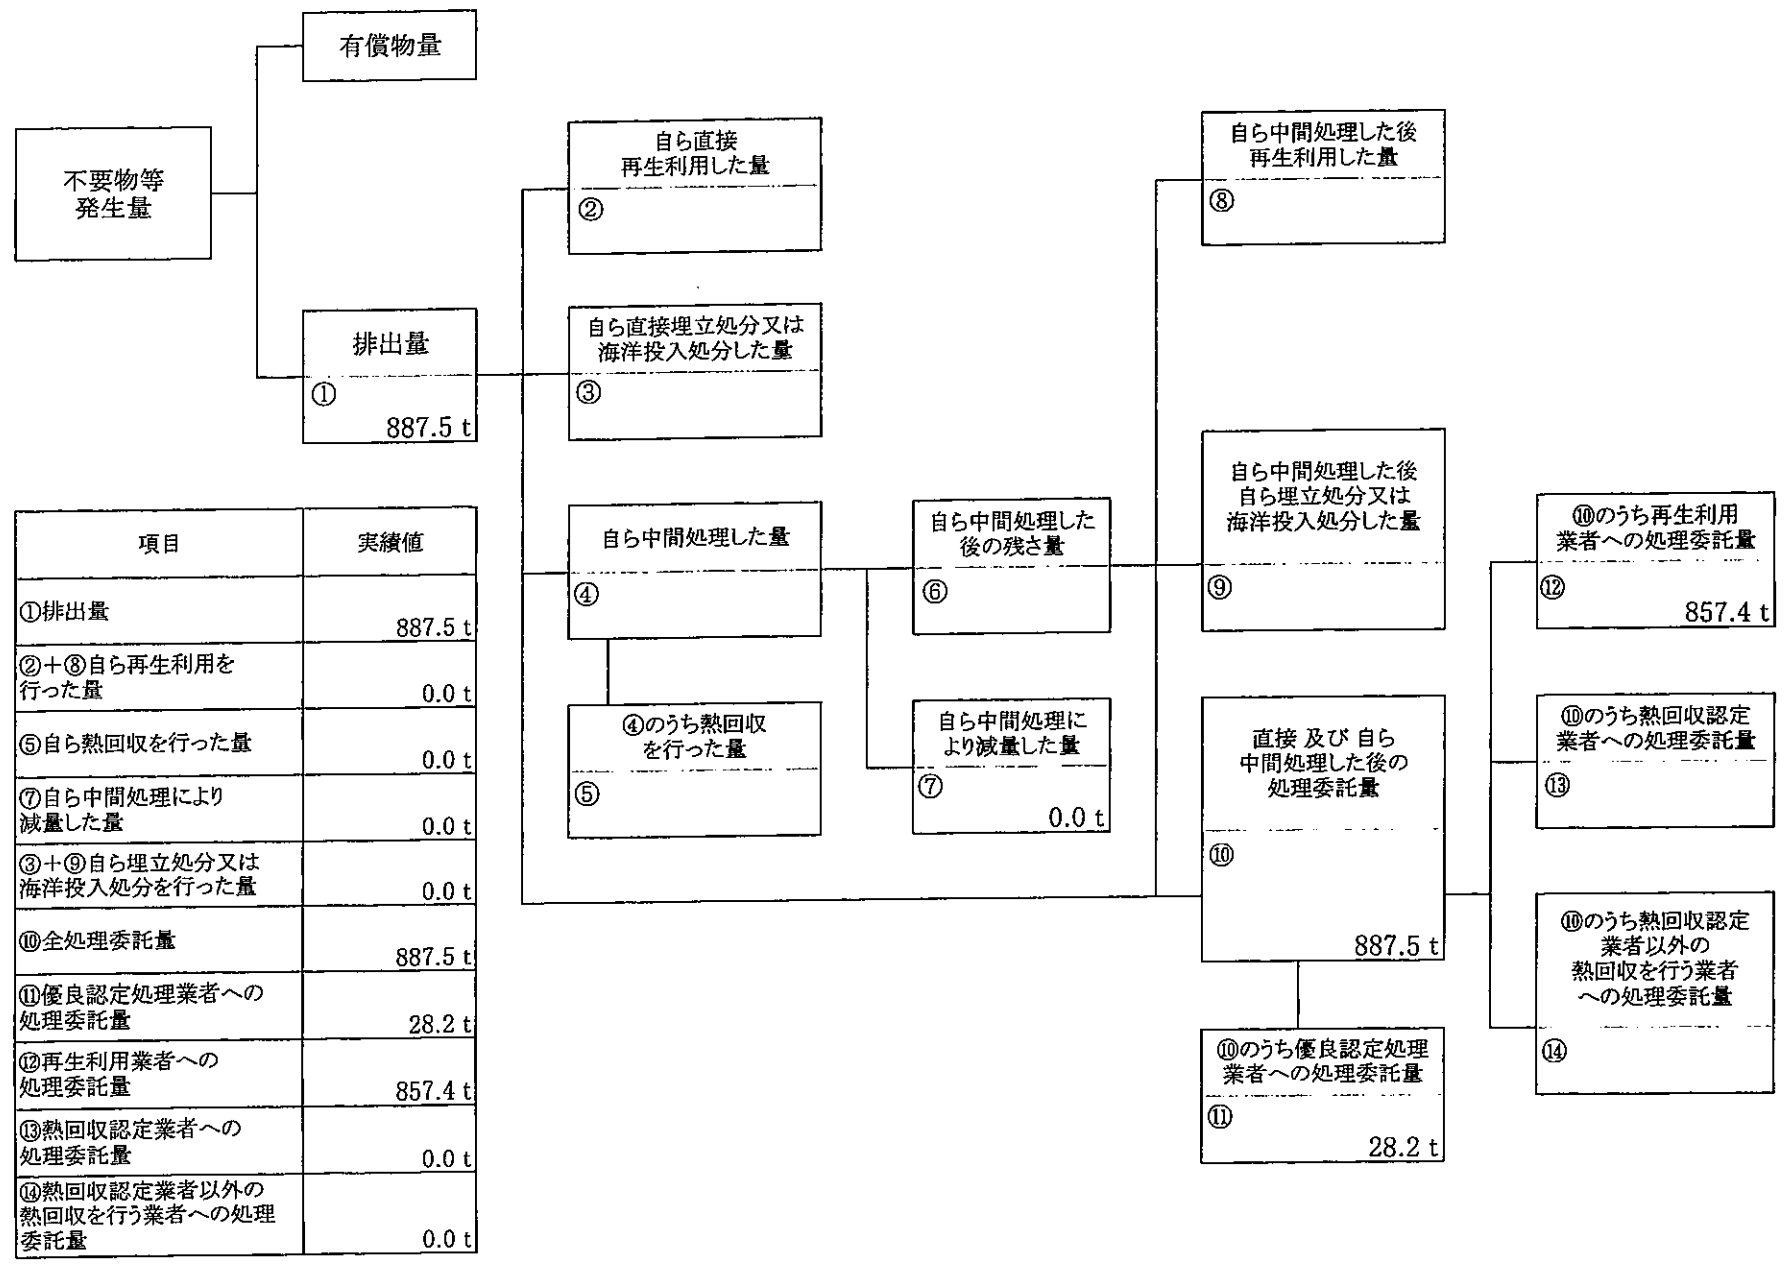 有償物量
不要物等
発生量
排出量
①
887.5 t
自ら直接
再生利用した量
②
自ら直接埋立処分又は
海洋投入処分した量
③
自ら中間処理した量
④
④のうち熱回収
を行った量
⑤
自ら中間処理した
後の残さ量
⑥
自ら中間処理に
より減量した量
⑦
0.0 t
自ら中間処理した後
再生利用した量
⑧
自ら中間処理した後
自ら埋立処分又は
海洋投入処分した量
⑨
直接 及び 自ら
中間処理した後の
処理委託量
⑩
887.5 t
⑩のうち優良認定処理
業者への処理委託量
⑪
28.2 t
⑩のうち再生利用
業者への処理委託量
⑫
857.4 t
⑩のうち熱回収認定
業者への処理委託量
⑬
⑩のうち熱回収認定
業者以外の
熱回収を行う業者
への処理委託量
⑭
項目 実績値
①排出量
887.5 t
②+⑧自ら再生利用を
行った量 0.0 t
⑤自ら熱回収を行った量
0.0 t
⑦自ら中間処理により
減量した量 0.0 t
③+⑨自ら埋立処分又は
海洋投入処分を行った量 0.0 t
⑩全処理委託量
887.5 t
⑪優良認定処理業者への
処理委託量 28.2 t
⑫再生利用業者への
処理委託量 857.4 t
⑬熱回収認定業者への
処理委託量 0.0 t
⑭熱回収認定業者以外の
熱回収を行う業者への処理
委託量 0.0 t